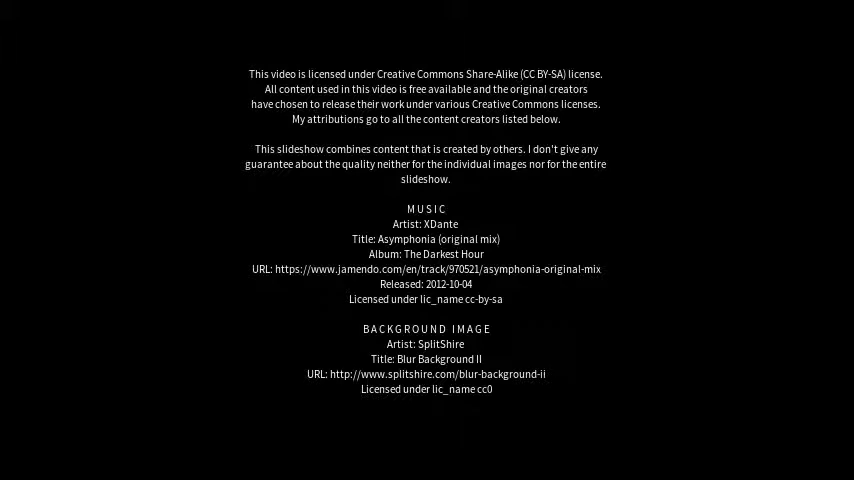 This video is licensed under Creative Commons Share-Alike (CC BY-SA) license.
All content used in this video is free available and the original creators
have chosen to release their work under various Creative Commons licenses.
My attributions go to all the content creators listed below.
This slideshow combines content that is created by others. I don't give any
guarantee about the quality neither for the individual images nor for the entire
slideshow.
MUSIC
Artist: XDante
Title: Asymphonia (original mix)
Album: The Darkest Hour
URL: https://www.jamendo.com/en/track/970521/asymphonia-original-mix
Released: 2012-10-04
Licensed under lic_name cc-by-sa
BACKGROUND IMAGE
Artist: SplitShire
Title: Blur Background II
URL: http://www.splitshire.com/blur-background-ii
Licensed under lic_name cc0